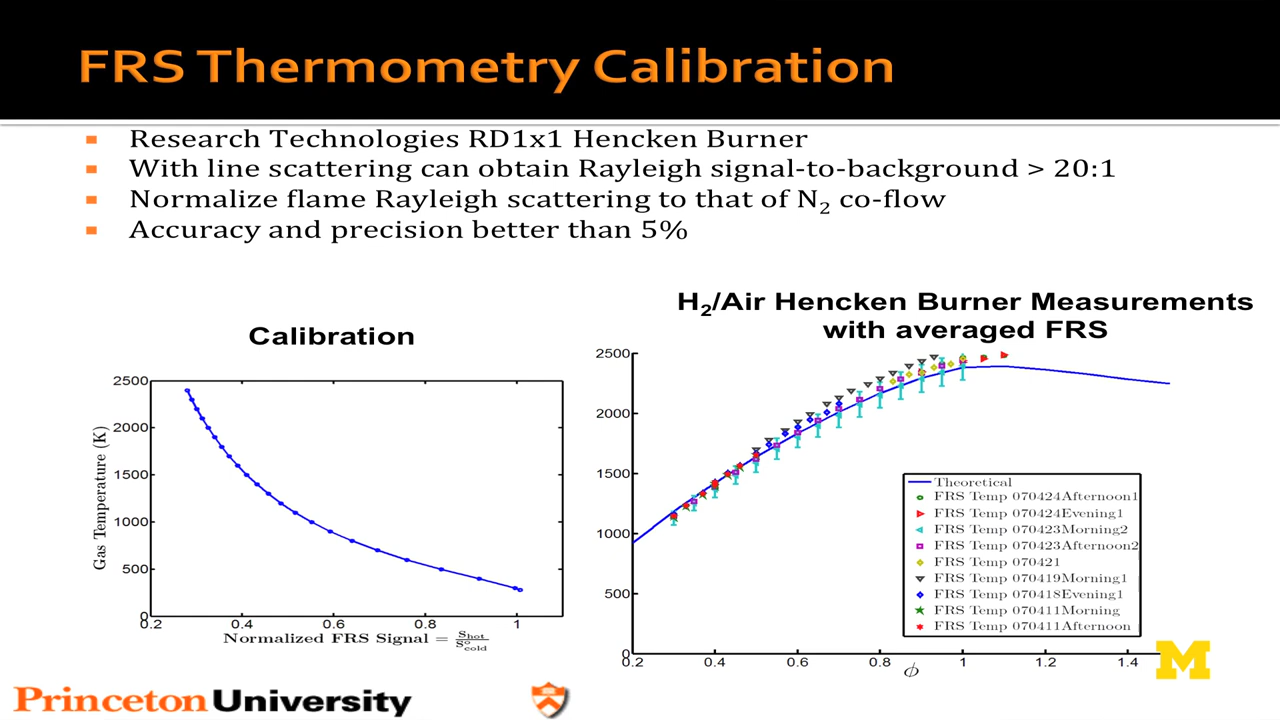 FRS Thermometry Calibration
Research Technologies RD1x1 Hencken Burner
With line scattering can obtain Rayleigh signal-to-background > 20:1
Normalize flame Rayleigh scattering to that of N2 co-flow
Accuracy and precision better than 5%
Calibration
2500
2000
1500
1000
500
0
Gas Temperature (K)
0.2
0.4
0.6
0.8
1
Normalized FRS Signal = Shot/S°cold
H2/Air Hencken Burner Measurements
with averaged FRS
2500
2000
1500
1000
500
0
0.2
0.4
0.6
0.8
1
1.2
1.4
ϕ
Theoretical
FRS Temp 070424Afternoon1
FRS Temp 070424Evening1
FRS Temp 070423Morning2
FRS Temp 070423Afternoon2
FRS Temp 070421
FRS Temp 070419Morning1
FRS Temp 070418Evening1
FRS Temp 070411Morning
FRS Temp 070411Afternoon
M
Princeton University